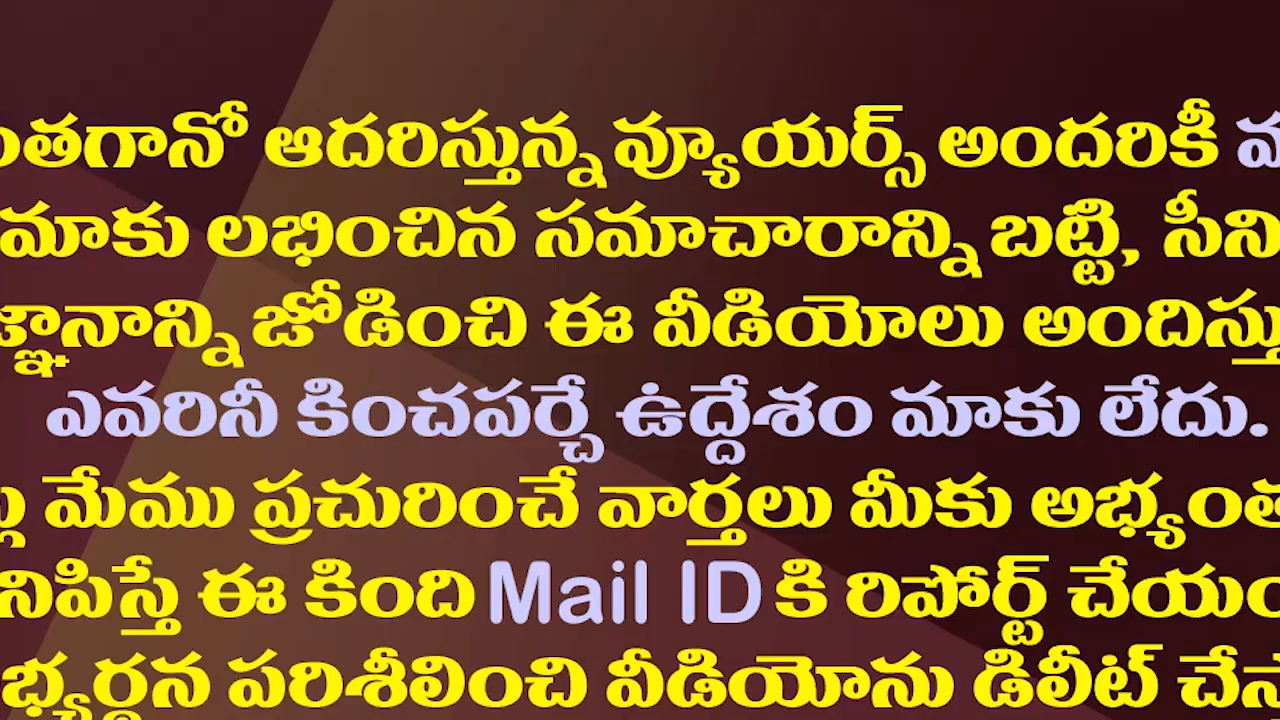 ంతగానో ఆదరిస్తున్న వ్యూయర్స్ అందరికీ
మాకు లభించిన సమాచారాన్ని బట్టి, సీని
జ్ఞానాన్ని జోడించి ఈ వీడియోలు అందిస్తు
ఎవరినీ కించపర్చే ఉద్దేశం మాకు లేదు.
మేము ప్రచురించే వార్తలు మీకు అభ్యంత
నిపిస్తే ఈ కింది Mail ID కి రిపోర్ట్ చేయం
భ్యర్థన పరిశీలించి వీడియోను డిలీట్ చేస